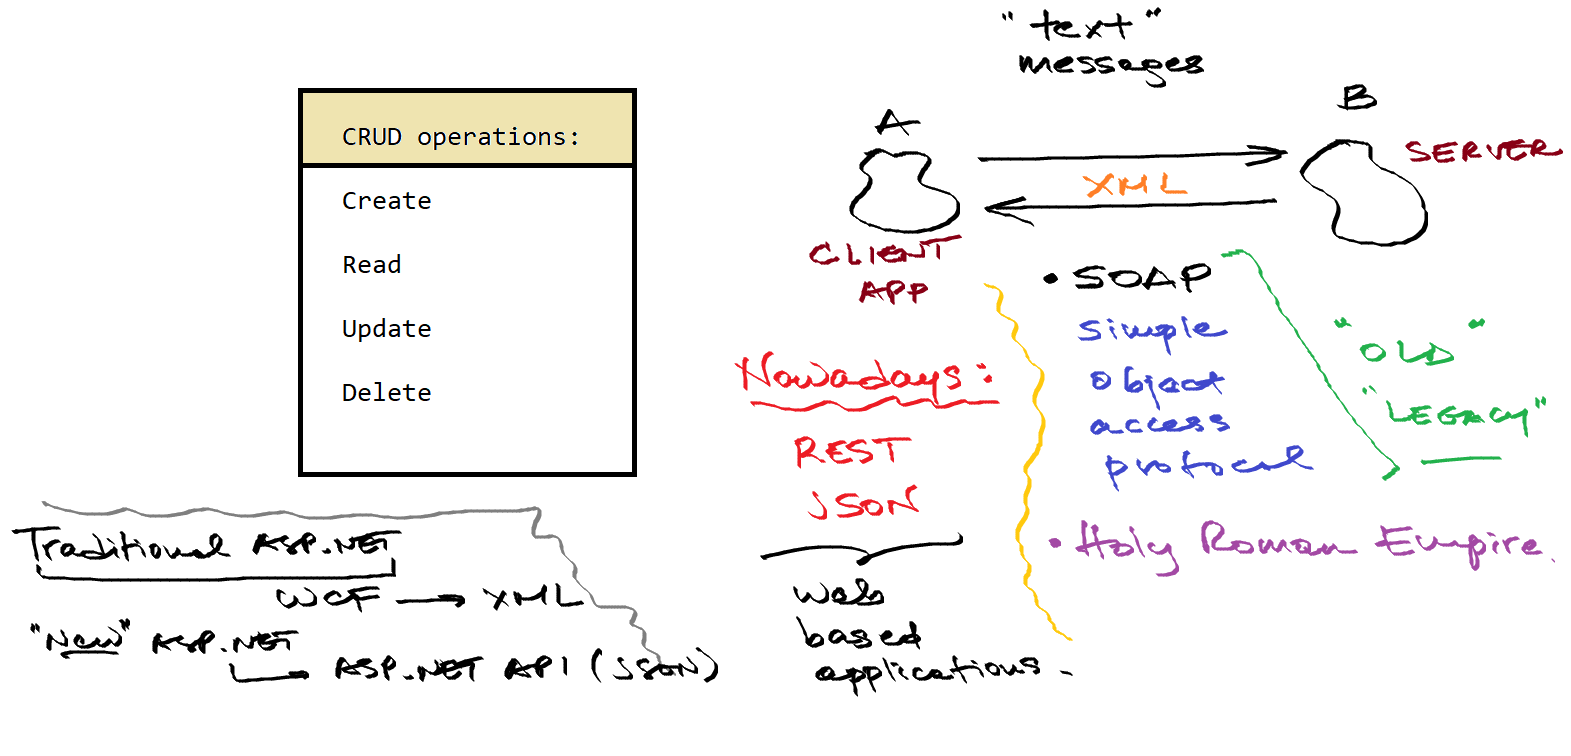 "text"
messages
CRUD operations:
Create
Read
Update
Delete
A
B
SERVER
XML
CLIENT
APP
• SOAP
simple
object
access
protocol
"OLD"
"LEGACY"
Nowadays:
REST
JSON
• Holy Roman Empire.
web
based
applications.
Traditional ASP.NET
WCF → XML
"New" ASP.NET
ASP.NET API (JSON)